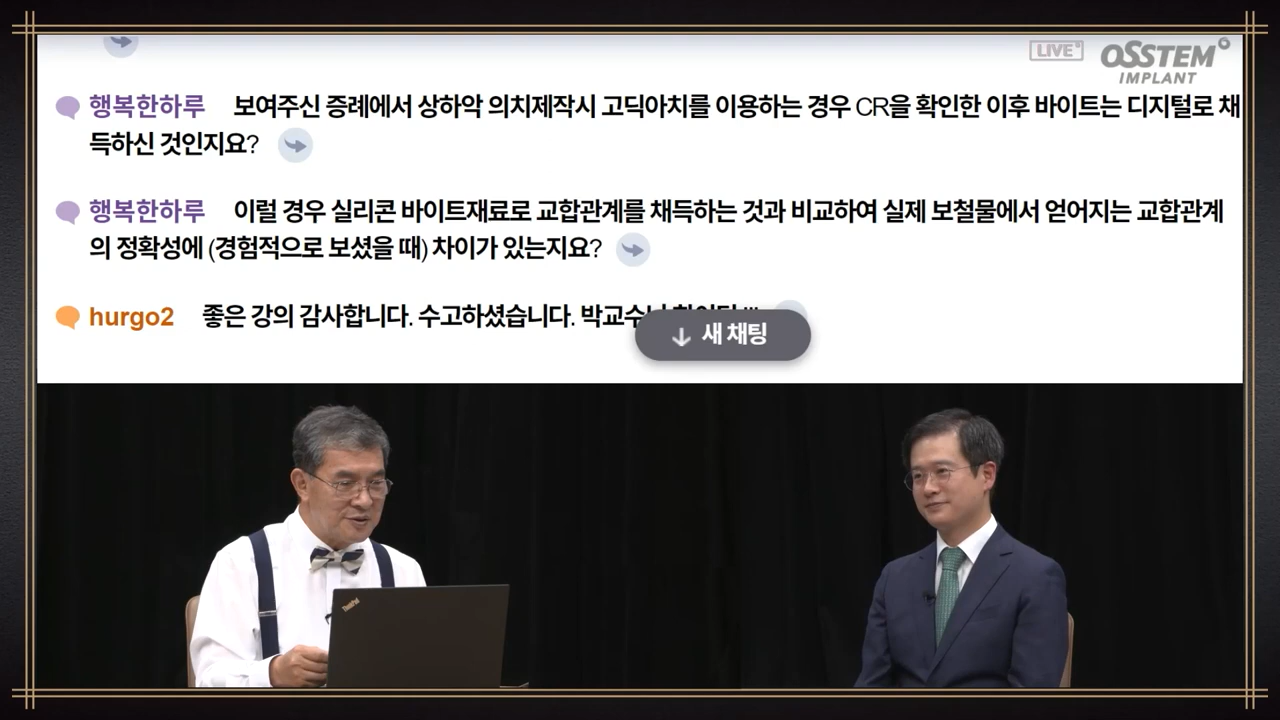 LIVE
OSSTEM
IMPLANT
행복한하루 보여주신 증례에서 상하악 의치제작시 고딕아치를 이용하는 경우 CR을 확인한 이후 바이트는 디지털로 채
득하신 것인지요?
행복한하루 이럴 경우 실리콘 바이트재료로 교합관계를 채득하는 것과 비교하여 실제 보철물에서 얻어지는 교합관계
의 정확성에 (경험적으로 보셨을 때) 차이가 있는지요?
hurgo2 좋은 강의 감사합니다. 수고하셨습니다.
↓ 새 채팅
ThinkPad